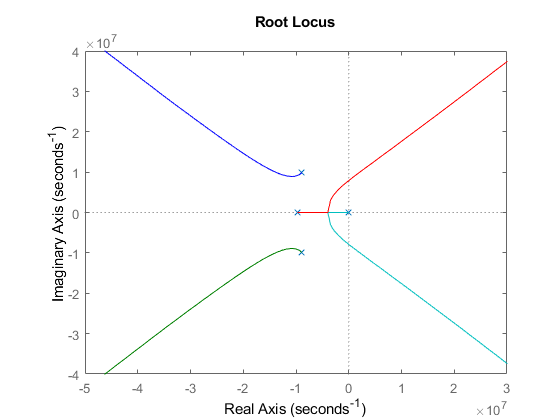 Root Locus
×10⁷
4
3
2
1
0
-1
-2
-3
-4
Imaginary Axis (seconds⁻¹)
-5 -4 -3 -2 -1 0 1 2 3
Real Axis (seconds⁻¹)
×10⁷